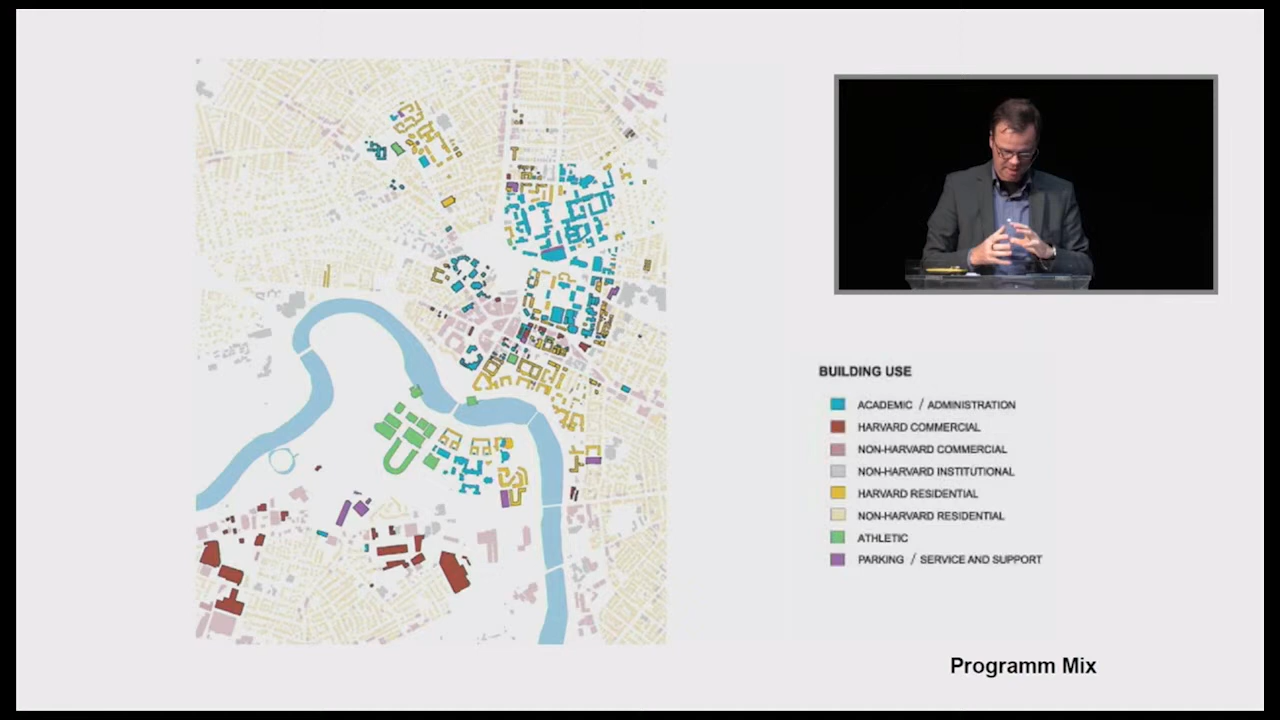 BUILDING USE
ACADEMIC / ADMINISTRATION
HARVARD COMMERCIAL
NON-HARVARD COMMERCIAL
NON-HARVARD INSTITUTIONAL
HARVARD RESIDENTIAL
NON-HARVARD RESIDENTIAL
ATHLETIC
PARKING / SERVICE AND SUPPORT
Programm Mix